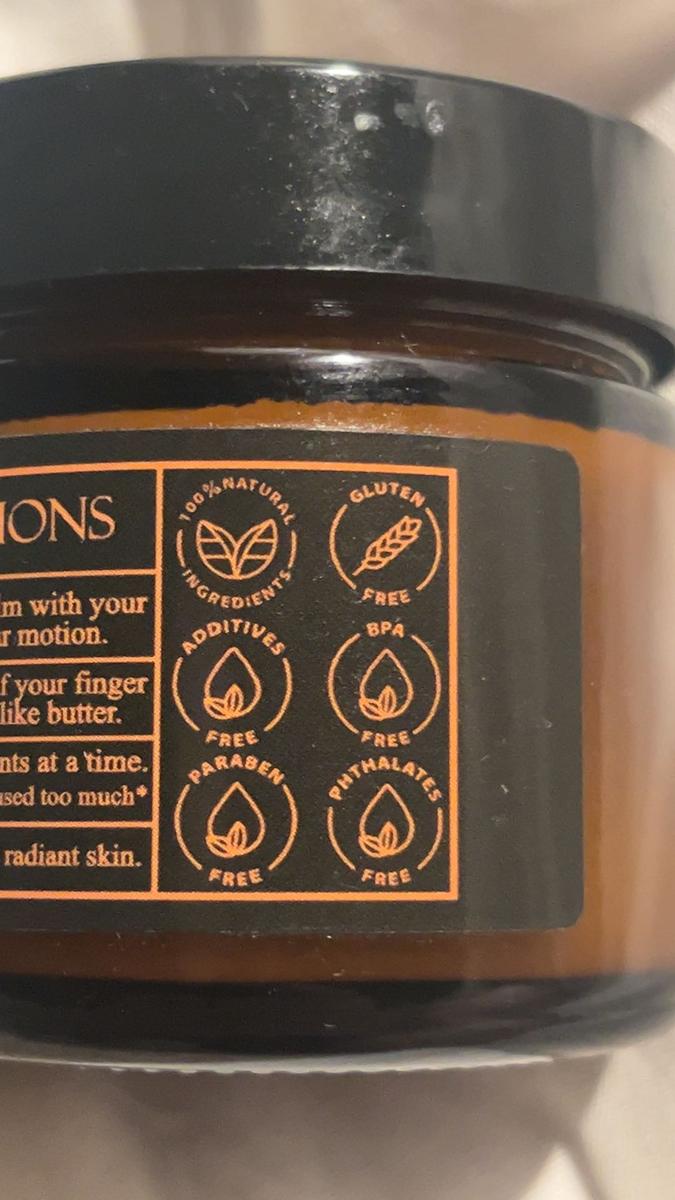 IONS
lm with your
r motion.
f your finger
like butter.
nts at a time.
used too much*
radiant skin.
100% NATURAL
INGREDIENTS
GLUTEN
FREE
ADDITIVES
FREE
BPA
FREE
PARABEN
FREE
PHTHALATES
FREE